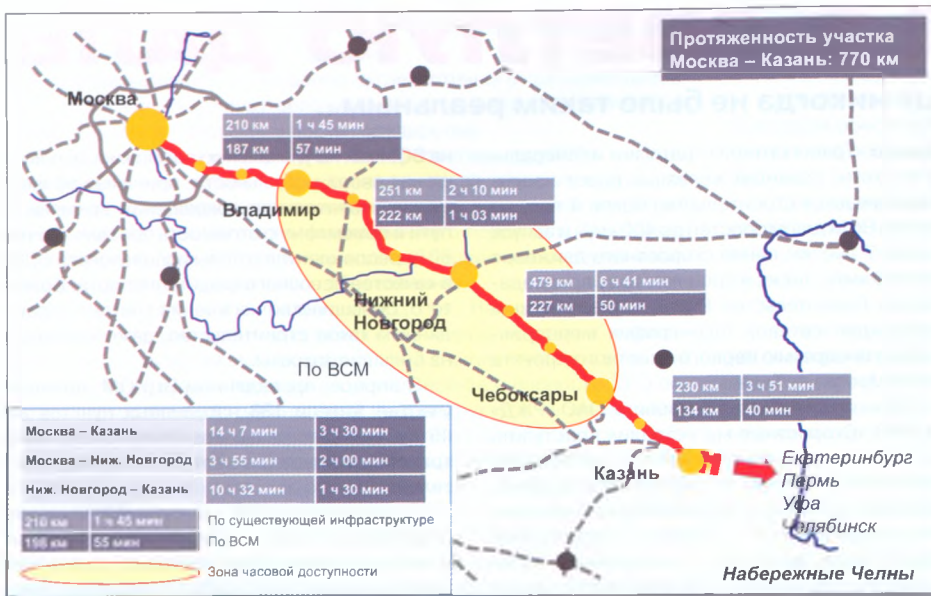 Протяженность участка
Москва – Казань: 770 км
Москва
210 км 1 ч 45 мин
187 км 57 мин
Владимир
251 км 2 ч 10 мин
222 км 1 ч 03 мин
Нижний
Новгород
479 км 6 ч 41 мин
227 км 50 мин
По ВСМ
Чебоксары
230 км 3 ч 51 мин
134 км 40 мин
Казань
Екатеринбург
Пермь
Уфа
Челябинск
Набережные Челны
Москва – Казань 14 ч 7 мин 3 ч 30 мин
Москва – Ниж. Новгород 3 ч 55 мин 2 ч 00 мин
Ниж. Новгород – Казань 10 ч 32 мин 1 ч 30 мин
210 км 1 ч 45 мин По существующей инфраструктуре
198 км 55 мин По ВСМ
Зона часовой доступности